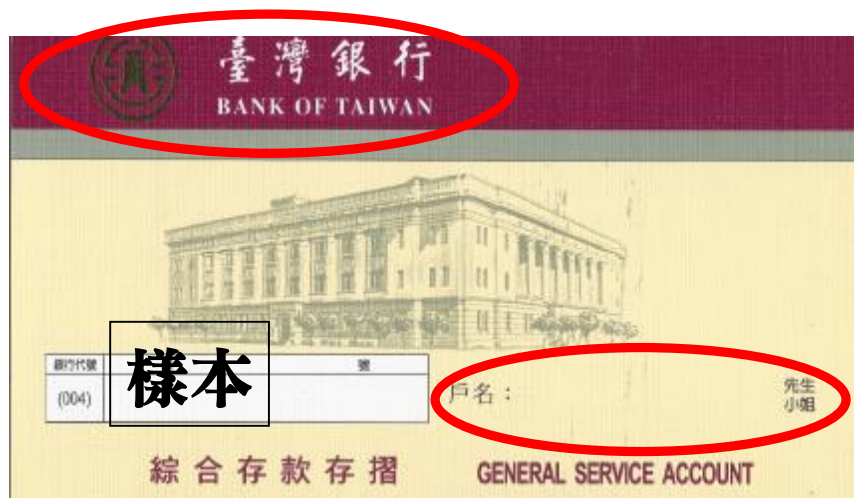 臺灣銀行
BANK OF TAIWAN
銀行代號 號
(004)
樣本
戶名：
先生
小姐
綜合存款存摺 GENERAL SERVICE ACCOUNT